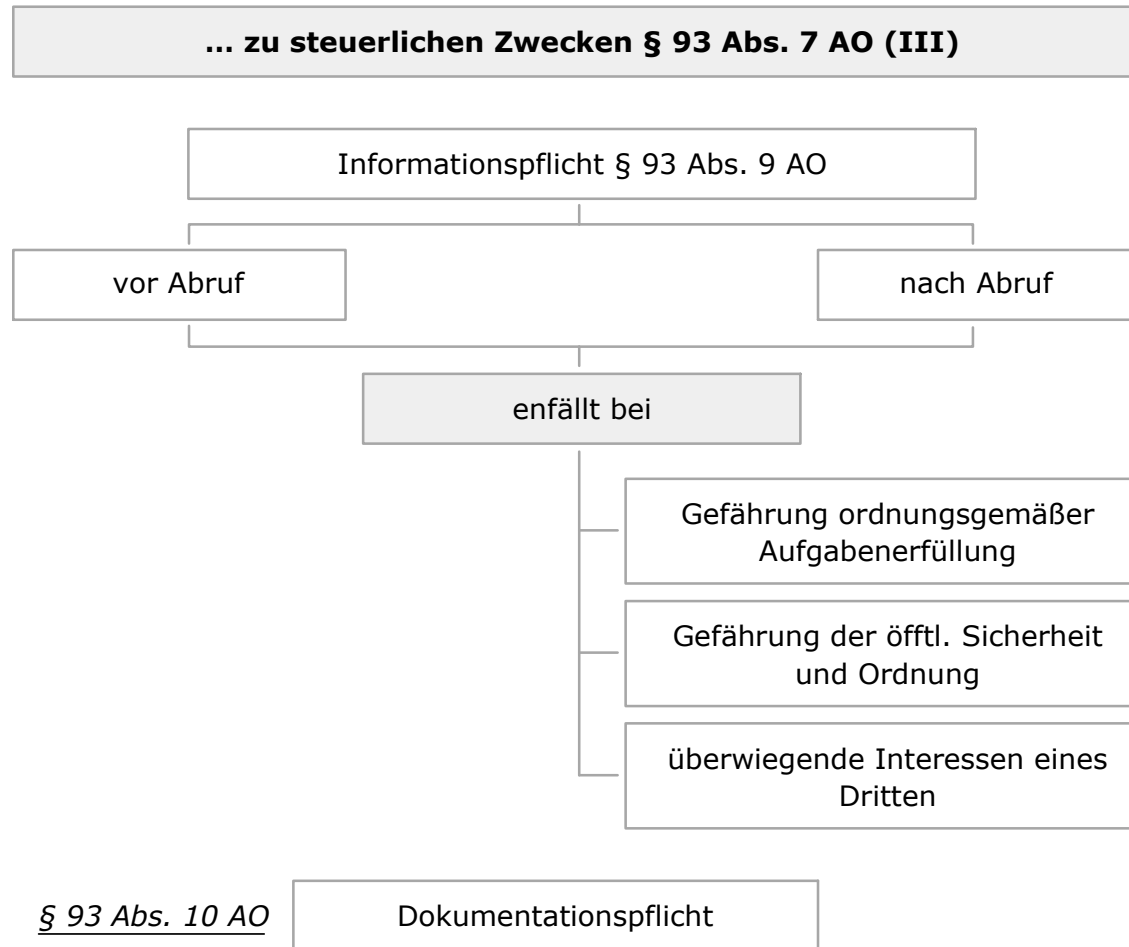 ... zu steuerlichen Zwecken § 93 Abs. 7 AO (III)
Informationspflicht § 93 Abs. 9 AO
vor Abruf
nach Abruf
enfällt bei
Gefährung ordnungsgemäßer
Aufgabenerfüllung
Gefährung der öfftl. Sicherheit
und Ordnung
überwiegende Interessen eines
Dritten
§ 93 Abs. 10 AO
Dokumentationspflicht